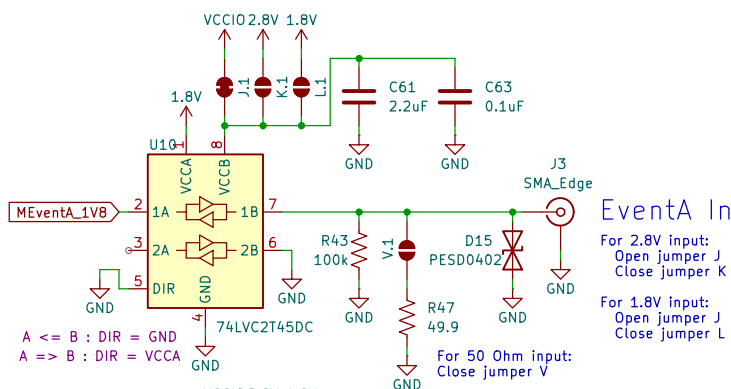 VCCIO 2.8V 1.8V
J.1
K.1
L.1
C61
2.2uF
C63
0.1uF
GND
GND
1.8V
U10
1
8
VCCA
VCCB
MEventA_1V8
2
1A
1B
7
3
2A
2B
6
5
DIR
GND
4
74LVC2T45DC
GND
GND
GND
A <= B : DIR = GND
A => B : DIR = VCCA
R43
100k
GND
V.1
R47
49.9
GND
D15
PESD0402
GND
J3
SMA_Edge
GND
EventA In
For 2.8V input:
Open jumper J
Close jumper K
For 1.8V input:
Open jumper J
Close jumper L
For 50 Ohm input:
Close jumper V